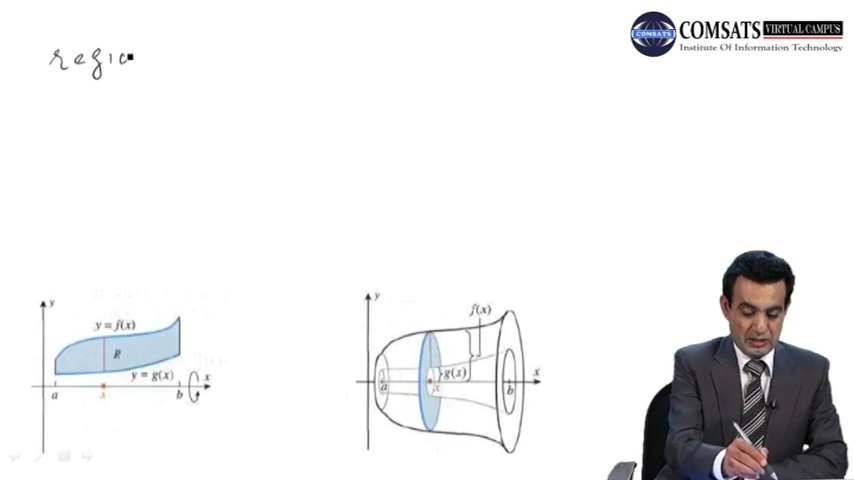 COMSATS VIRTUAL CAMPUS
COMSATS
Institute Of Information Technology
regio
y
y = f(x)
R
y = g(x)
x
a
x
b
y
f(x)
g(x)
x
a
x
b